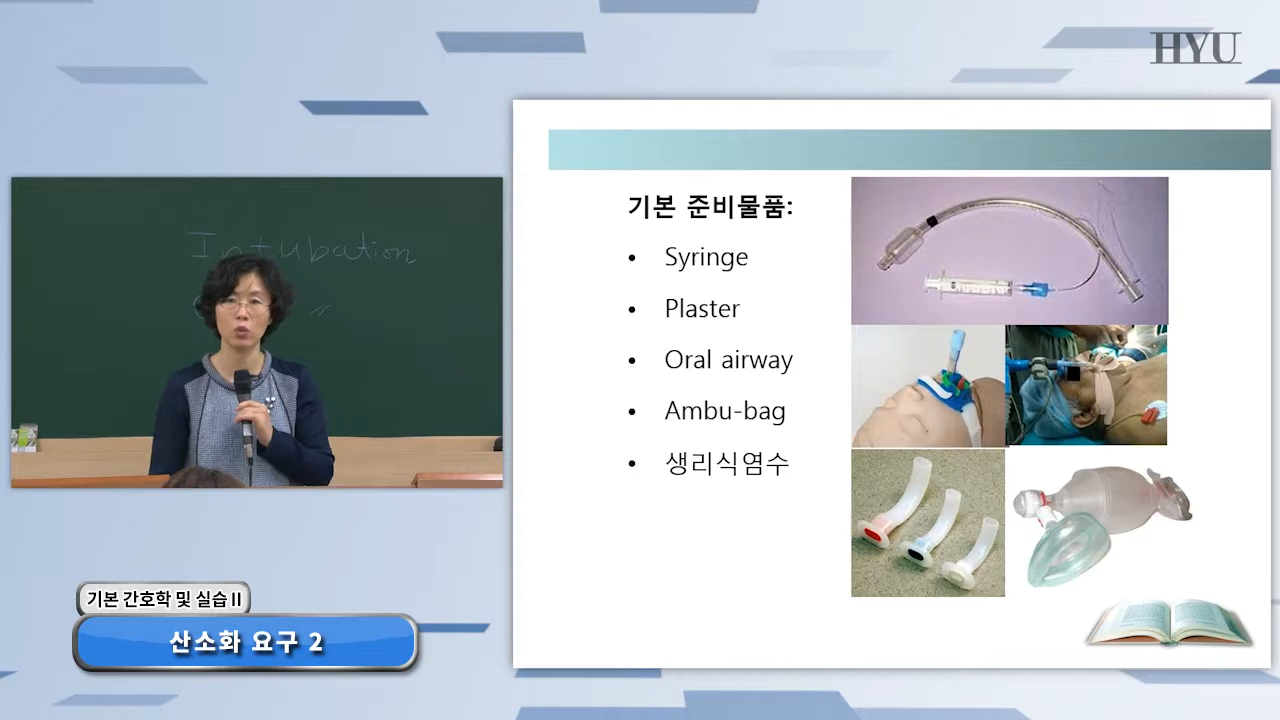 HYU
Intubation
기본 준비물품:
• Syringe
• Plaster
• Oral airway
• Ambu-bag
• 생리식염수
기본 간호학 및 실습 II
산소화 요구 2